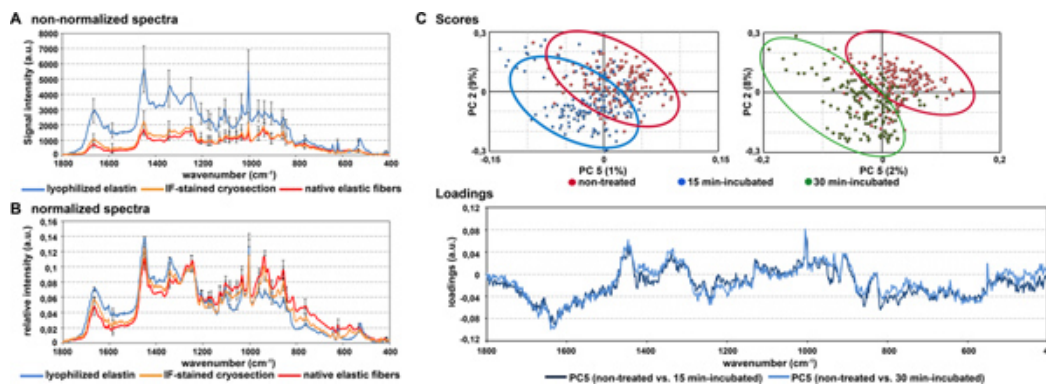 A non-normalized spectra
8000
7000
6000
5000
4000
3000
2000
1000
0
Signal intensity (a.u.)
1800 1600 1400 1200 1000 800 600 400
wavenumber (cm⁻¹)
lyophilized elastin IF-stained cryosection native elastic fibers
B normalized spectra
0,16
0,14
0,12
0,1
0,08
0,06
0,04
0,02
0
relative intensity (a.u.)
1800 1600 1400 1200 1000 800 600 400
wavenumber (cm⁻¹)
lyophilized elastin IF-stained cryosection native elastic fibers
C Scores
0,3
0
-0,3
PC 2 (9%)
-0,15 0 0,15
PC 5 (1%)
0,3
0
-0,3
PC 2 (8%)
-0,2 0 0,2
PC 5 (2%)
non-treated 15 min-incubated 30 min-incubated
Loadings
0,12
0,08
0,04
0
-0,04
-0,08
-0,12
loadings (a.u.)
1800 1600 1400 1200 1000 800 600 400
wavenumber (cm⁻¹)
PC5 (non-treated vs. 15 min-incubated) PC5 (non-treated vs. 30 min-incubated)